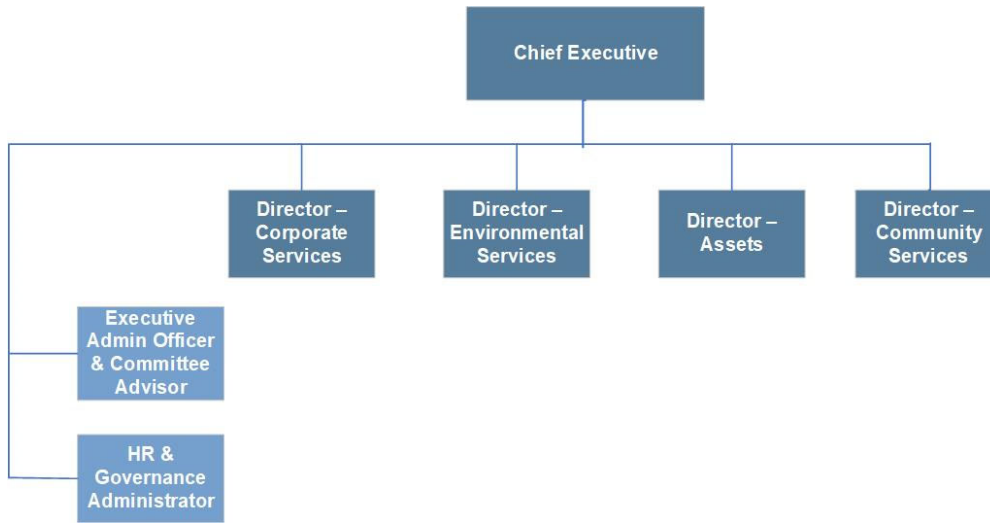 Chief Executive
Director –
Corporate
Services
Director –
Environmental
Services
Director –
Assets
Director –
Community
Services
Executive
Admin Officer
& Committee
Advisor
HR &
Governance
Administrator